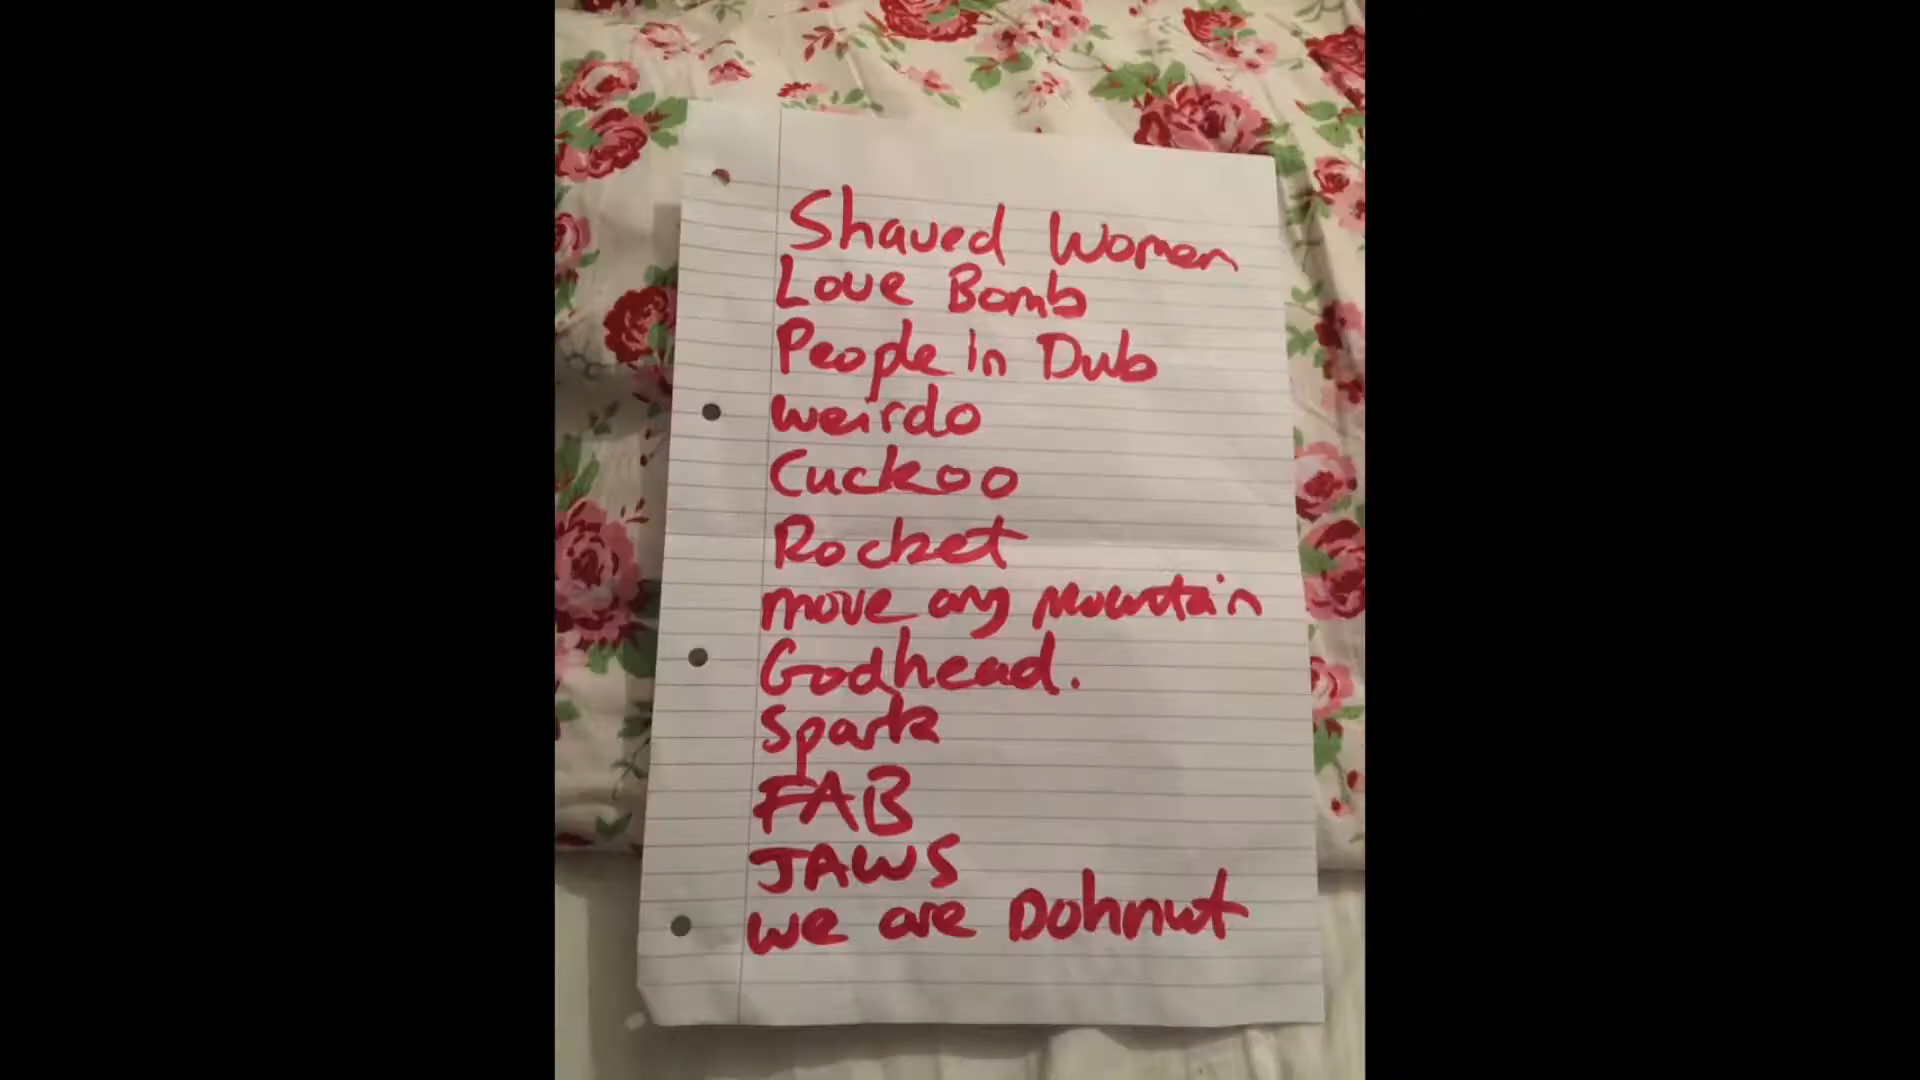 Shaved Women
Love Bomb
People in Dub
weirdo
Cuckoo
Rocket
move any mountain
Godhead.
Spark
FAB
JAWS
we are Dohnut